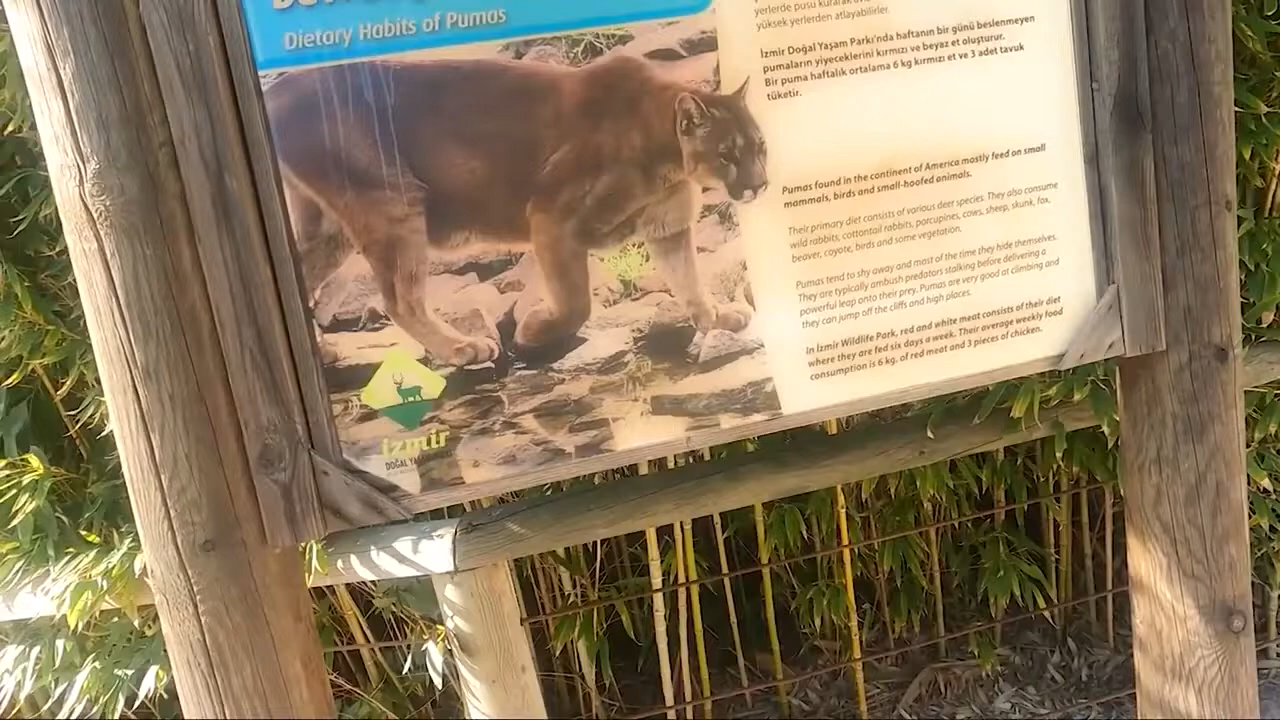 Dietary Habits of Pumas
yerlerde pusu kurarak
yüksek yerlerden atlayabilirler.
İzmir Doğal Yaşam Parkı'nda haftanın bir günü beslenmeyen
pumaların yiyeceklerini kırmızı ve beyaz et oluşturur.
Bir puma haftalık ortalama 6 kg kırmızı et ve 3 adet tavuk
tüketir.
Pumas found in the continent of America mostly feed on small
mammals, birds and small-hoofed animals.
Their primary diet consists of various deer species. They also consume
wild rabbits, cottontail rabbits, porcupines, cows, sheep, skunk, fox,
beaver, coyote, birds and some vegetation.
Pumas tend to shy away and most of the time they hide themselves.
They are typically ambush predators stalking before delivering a
powerful leap onto their prey. Pumas are very good at climbing and
they can jump off the cliffs and high places.
In İzmir Wildlife Park, red and white meat consists of their diet
where they are fed six days a week. Their average weekly food
consumption is 6 kg. of red meat and 3 pieces of chicken.
izmir
DOĞAL